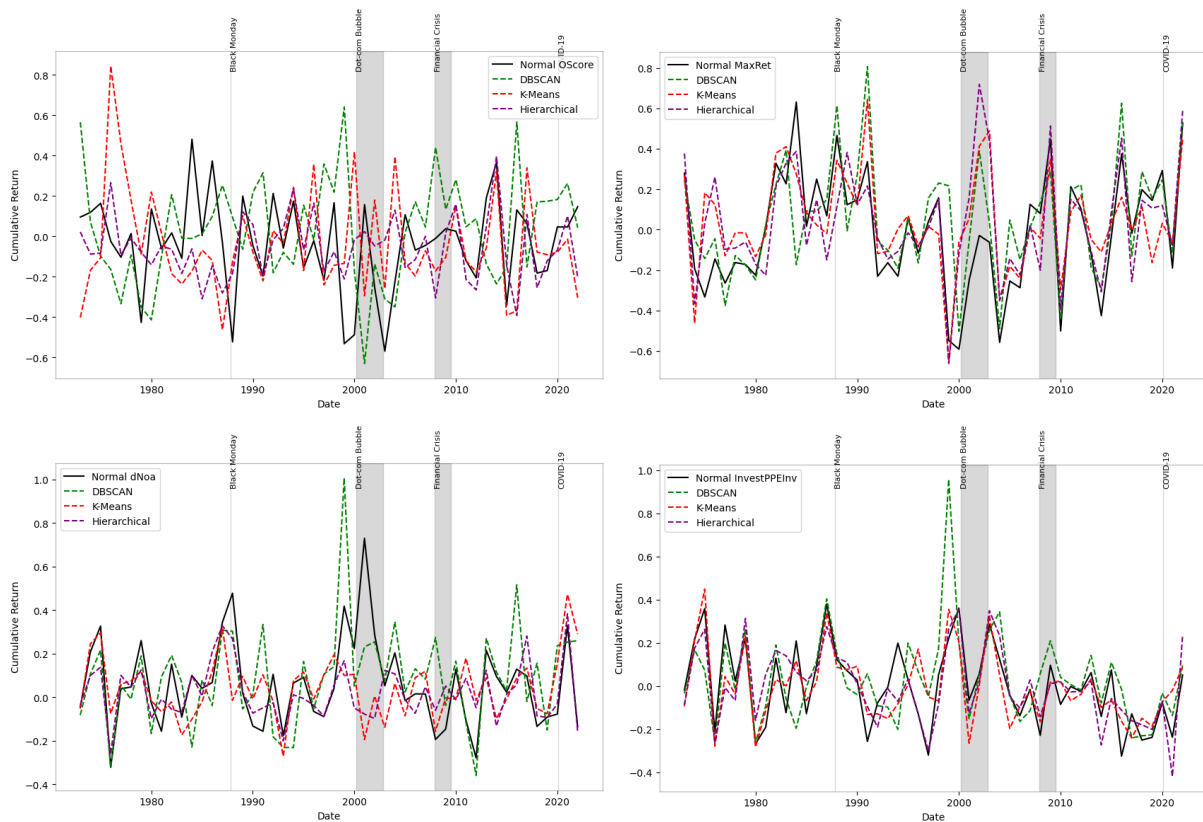 Black Monday
Dot-com Bubble
Financial Crisis
ID-19
Normal OScore
DBSCAN
K-Means
Hierarchical
Cumulative Return
0.8
0.6
0.4
0.2
0.0
−0.2
−0.4
−0.6
1980
1990
2000
2010
2020
Date
Black Monday
Dot-com Bubble
Financial Crisis
COVID-19
Normal MaxRet
DBSCAN
K-Means
Hierarchical
Cumulative Return
0.8
0.6
0.4
0.2
0.0
−0.2
−0.4
−0.6
1980
1990
2000
2010
2020
Date
Black Monday
Dot-com Bubble
Financial Crisis
COVID-19
Normal dNoa
DBSCAN
K-Means
Hierarchical
Cumulative Return
1.0
0.8
0.6
0.4
0.2
0.0
−0.2
−0.4
1980
1990
2000
2010
2020
Date
Black Monday
Dot-com Bubble
Financial Crisis
COVID-19
Normal InvestPPEInv
DBSCAN
K-Means
Hierarchical
Cumulative Return
1.0
0.8
0.6
0.4
0.2
0.0
−0.2
−0.4
1980
1990
2000
2010
2020
Date